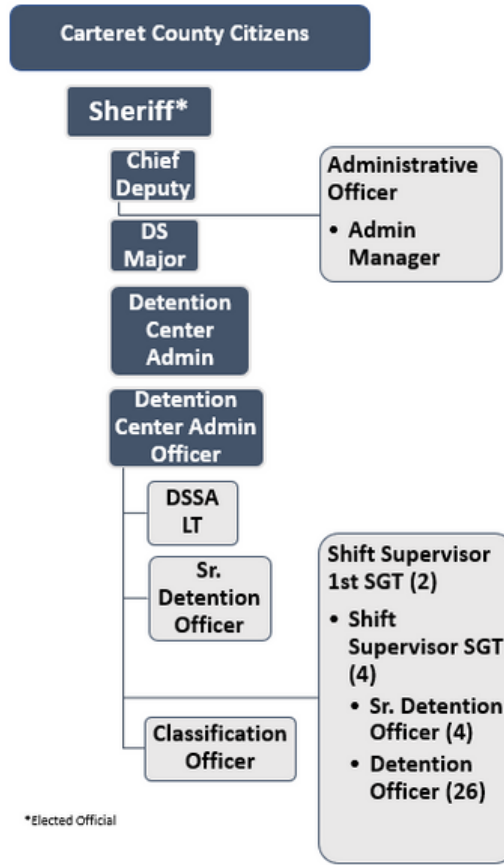 Carteret County Citizens
Sheriff*
Chief
Deputy
Administrative
Officer
• Admin
Manager
DS
Major
Detention
Center
Admin
Detention
Center Admin
Officer
DSSA
LT
Sr.
Detention
Officer
Shift Supervisor
1st SGT (2)
• Shift
Supervisor SGT
(4)
• Sr. Detention
Officer (4)
• Detention
Officer (26)
Classification
Officer
*Elected Official